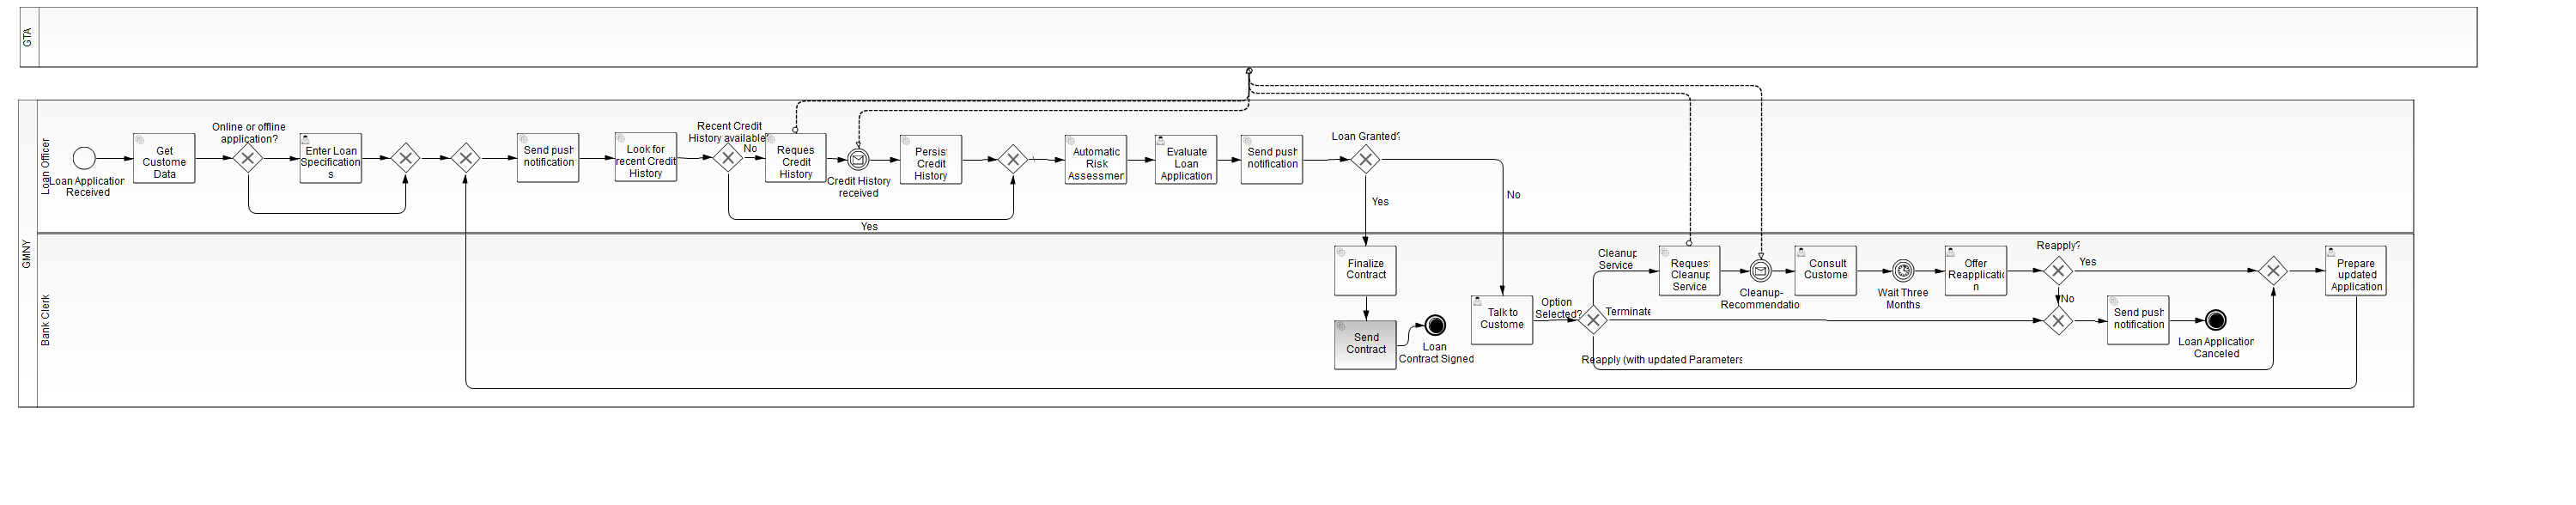 GTA
GMNY
Loan Officer
Loan Application
Received
Get
Custome
Data
Online or offline
application?
Enter Loan
Specification
s
Send push
notification
Look for
recent Credit
History
Recent Credit
History available
No
Yes
Reques
Credit
History
Credit History
received
Persis
Credit
History
Automatic
Risk
Assessmer
Evaluate
Loan
Application
Send push
notification
Loan Granted?
Yes
No
Bank Clerk
Finalize
Contract
Send
Contract
Loan
Contract Signed
Talk to
Custome
Option
Selected?
Cleanup
Service
Terminate
Reapply (with updated Parameters
Reques
Cleanup
Service
Cleanup-
Recommendatio
Consult
Custome
Wait Three
Months
Offer
Reapplicati
n
Reapply?
Yes
No
Send push
notification
Loan Application
Canceled
Prepare
updated
Application